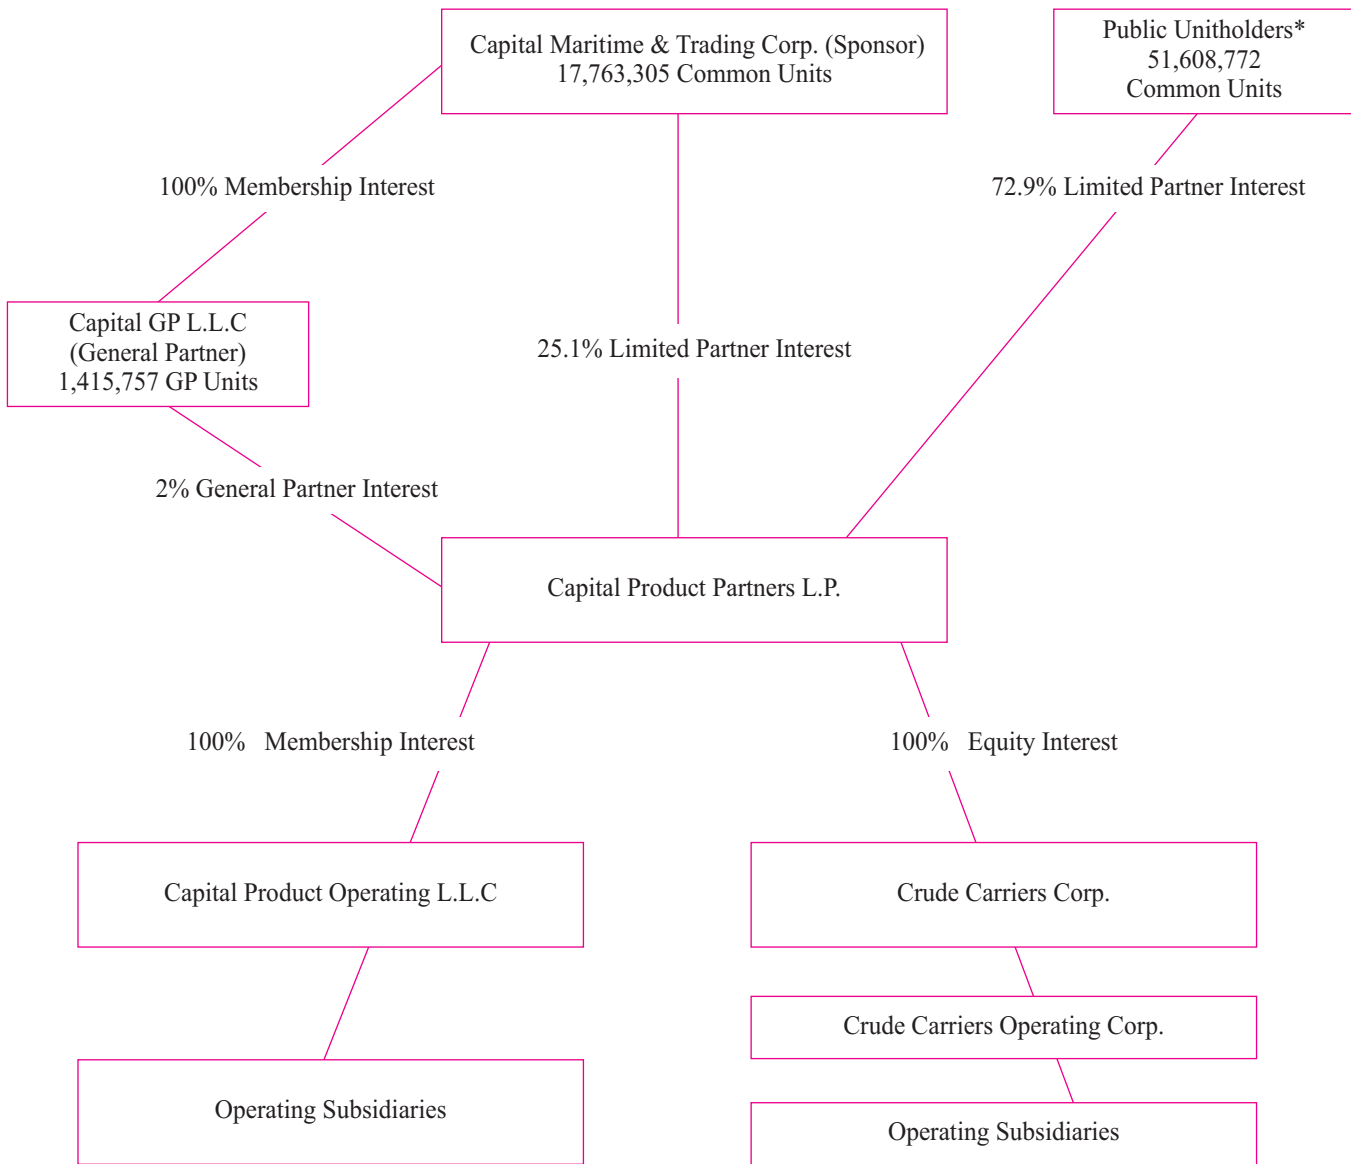 Capital Maritime & Trading Corp. (Sponsor)
17,763,305 Common Units
Public Unitholders*
51,608,772
Common Units
100% Membership Interest
72.9% Limited Partner Interest
Capital GP L.L.C
(General Partner)
1,415,757 GP Units
25.1% Limited Partner Interest
2% General Partner Interest
Capital Product Partners L.P.
100% Membership Interest
100% Equity Interest
Capital Product Operating L.L.C
Crude Carriers Corp.
Crude Carriers Operating Corp.
Operating Subsidiaries
Operating Subsidiaries